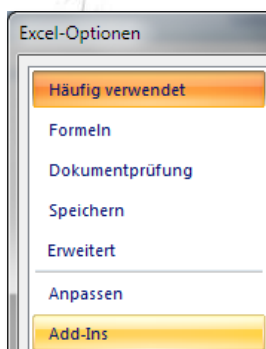 Excel-Optionen
Häufig verwendet
Formeln
Dokumentprüfung
Speichern
Erweitert
Anpassen
Add-Ins